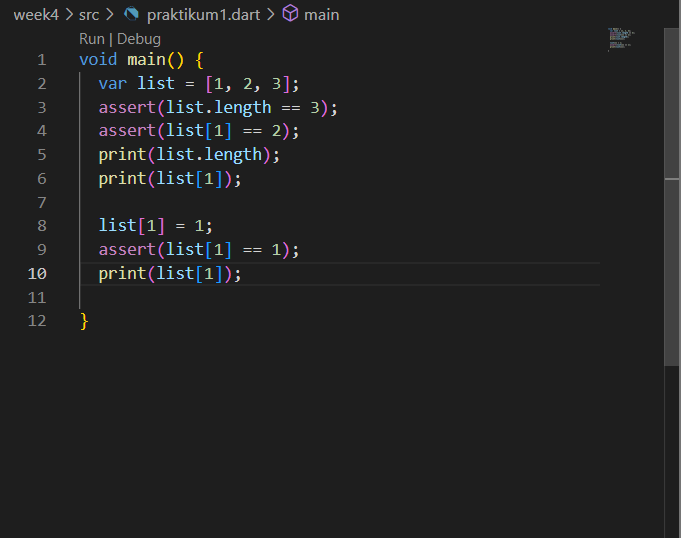 week4 > src > praktikum1.dart > main
Run | Debug
1 void main() {
2   var list = [1, 2, 3];
3   assert(list.length == 3);
4   assert(list[1] == 2);
5   print(list.length);
6   print(list[1]);
7
8   list[1] = 1;
9   assert(list[1] == 1);
10   print(list[1]);
11
12 }